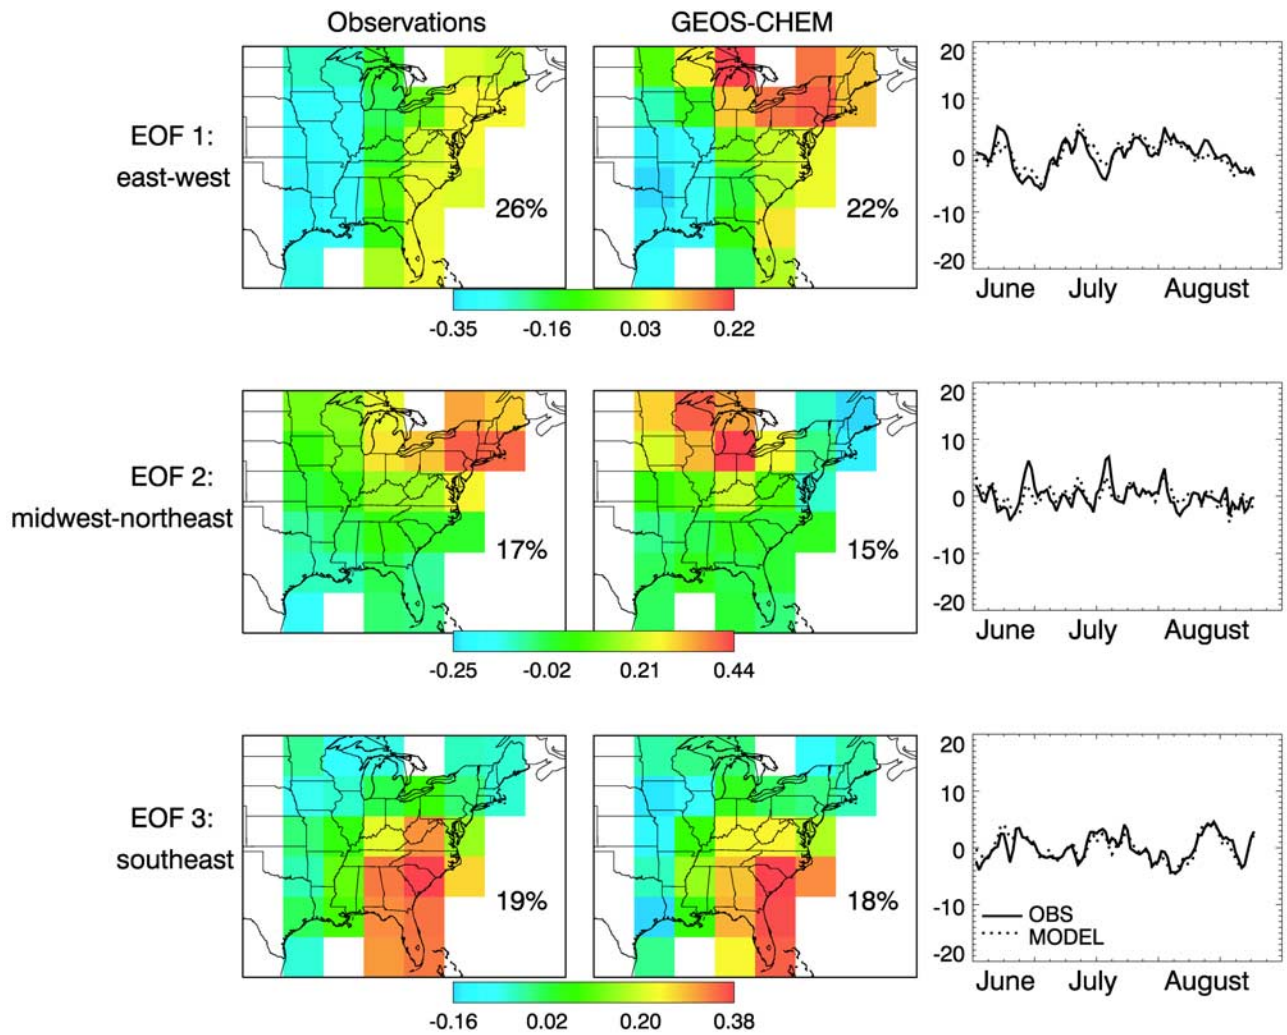 Observations GEOS-CHEM
EOF 1:
east-west
26%
22%
20
10
0
-10
-20
June July August
-0.35 -0.16 0.03 0.22
EOF 2:
midwest-northeast
17%
15%
20
10
0
-10
-20
June July August
-0.25 -0.02 0.21 0.44
EOF 3:
southeast
19%
18%
20
10
0
-10
-20
OBS
MODEL
June July August
-0.16 0.02 0.20 0.38